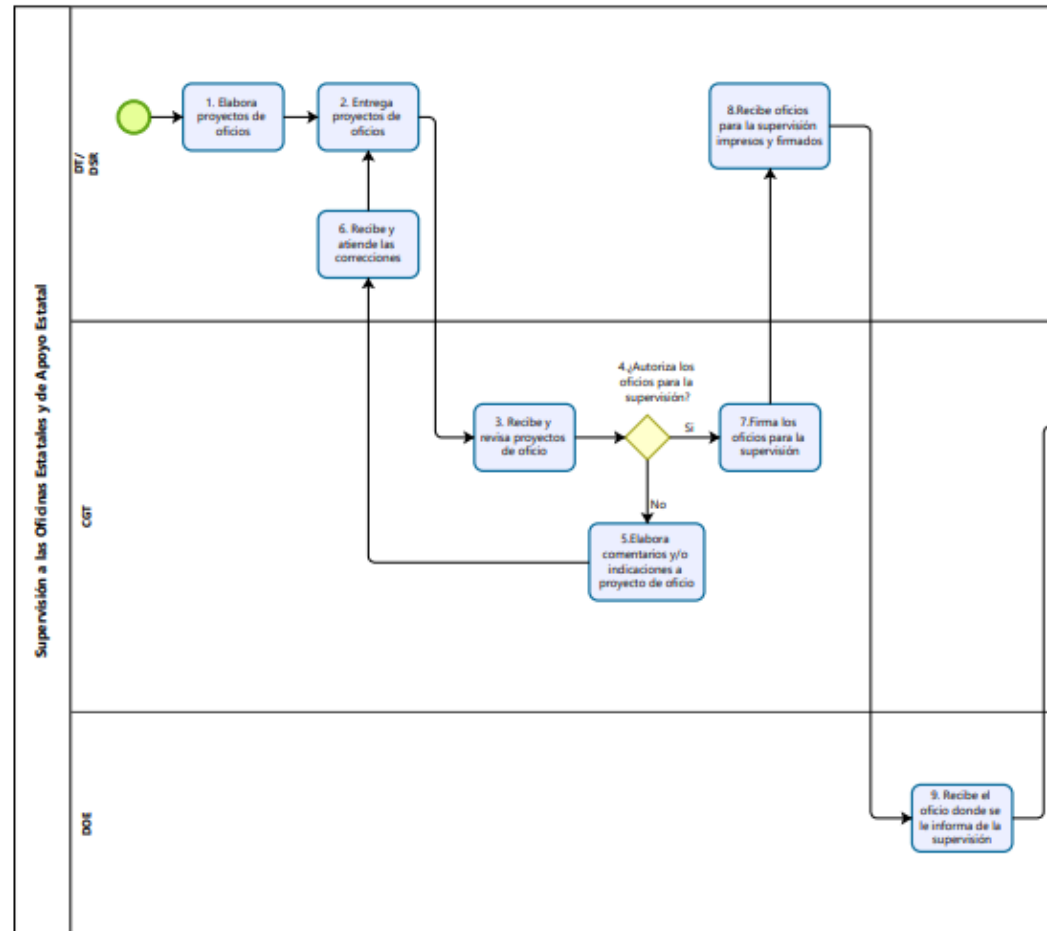 Supervisión a las Oficinas Estatales y de Apoyo Estatal
DT/
DSR
1. Elabora
proyectos de
oficios
2. Entrega
proyectos de
oficios
8.Recibe oficios
para la supervisión
impresos y firmados
6. Recibe y
atiende las
correcciones
CGT
4.¿Autoriza los
oficios para la
supervisión?
3. Recibe y
revisa proyectos
de oficio
Si
7.Firma los
oficios para la
supervisión
No
5.Elabora
comentarios y/o
indicaciones a
proyecto de oficio
DOE
9. Recibe el
oficio donde se
le informa de la
supervisión